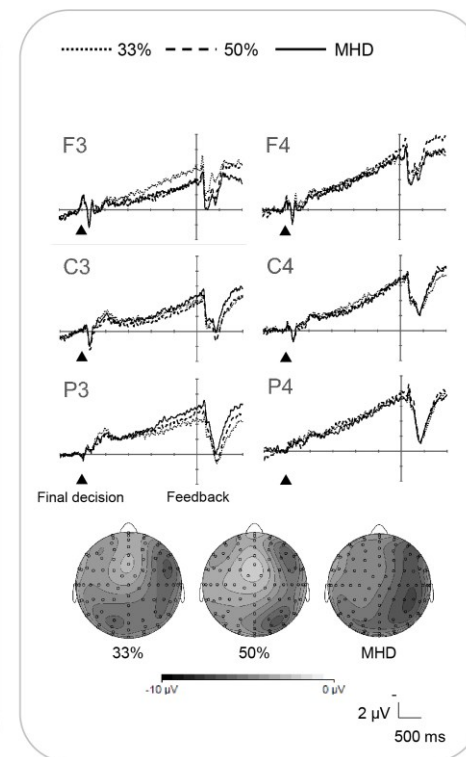 33% 50% MHD
F3 F4
C3 C4
P3 P4
Final decision Feedback
33% 50% MHD
-10 µV 0 µV
-
2 µV
500 ms